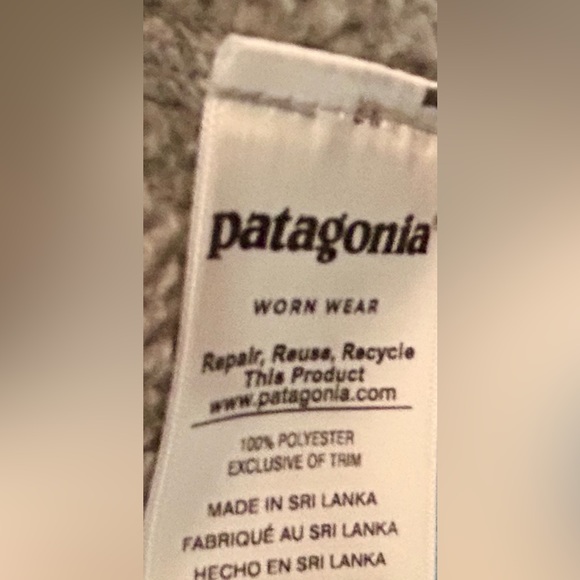 patagonia
WORN WEAR
Repair, Reuse, Recycle
This Product
www.patagonia.com
100% POLYESTER
EXCLUSIVE OF TRIM
MADE IN SRI LANKA
FABRIQUÉ AU SRI LANKA
HECHO EN SRI LANKA